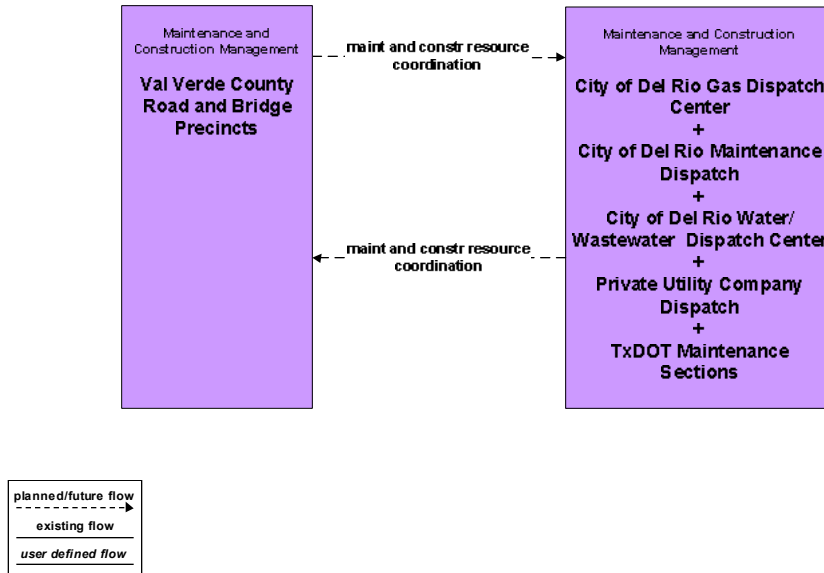 Maintenance and
Construction Management
Val Verde County
Road and Bridge
Precincts
maint and constr resource
coordination
maint and constr resource
coordination
Maintenance and Construction
Management
City of Del Rio Gas Dispatch
Center
+
City of Del Rio Maintenance
Dispatch
+
City of Del Rio Water/
Wastewater Dispatch Center
+
Private Utility Company
Dispatch
+
TxDOT Maintenance
Sections
planned/future flow
existing flow
user defined flow